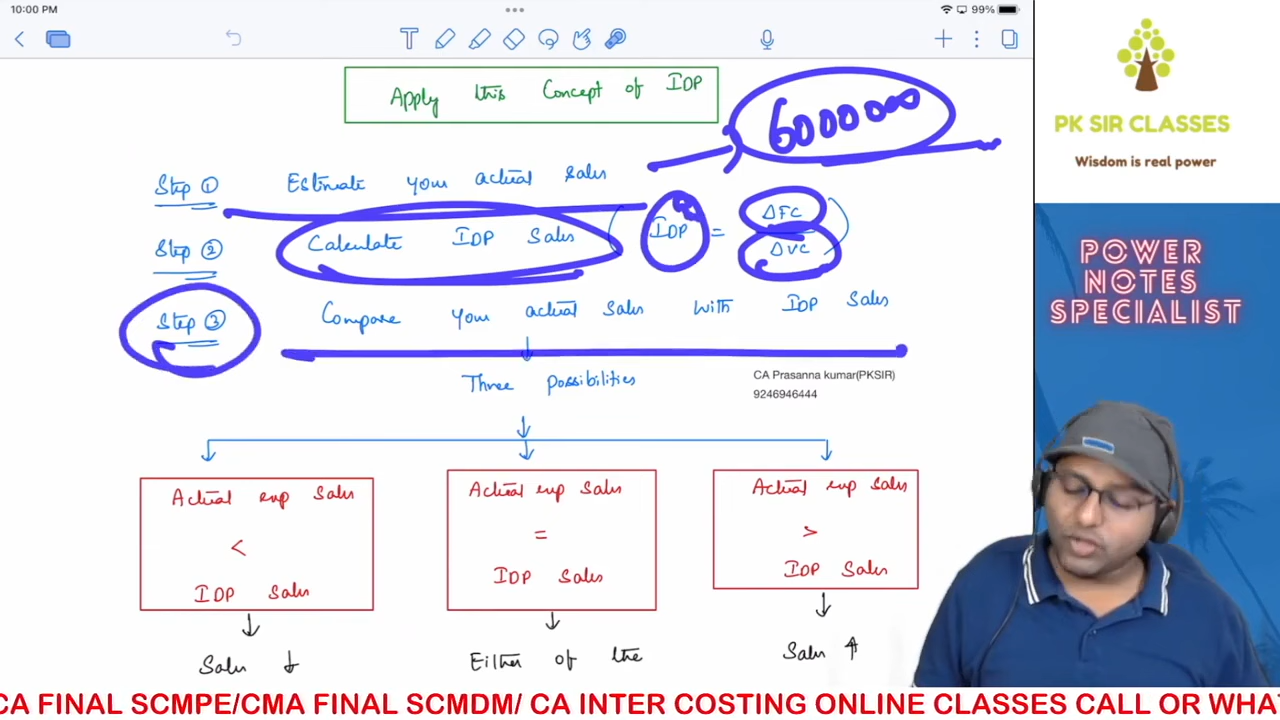 10:00 PM
99%
T
Apply this Concept of IDP
6000000
PK SIR CLASSES
Wisdom is real power
Step ① Estimate your actual Sales
Step ② Calculate IDP Sales IDP = ΔFC
ΔVC
Step ③ Compare your actual Sales with IDP Sales
Three possibilities
CA Prasanna kumar(PKSIR)
9246946444
POWER
NOTES
SPECIALIST
Actual exp Sales
<
IDP Sales
Sales ↓
Actual exp Sales
=
IDP Sales
Either of the
Actual exp Sales
>
IDP Sales
Sales ↑
CA FINAL SCMPE/CMA FINAL SCMDM/ CA INTER COSTING ONLINE CLASSES CALL OR WHA